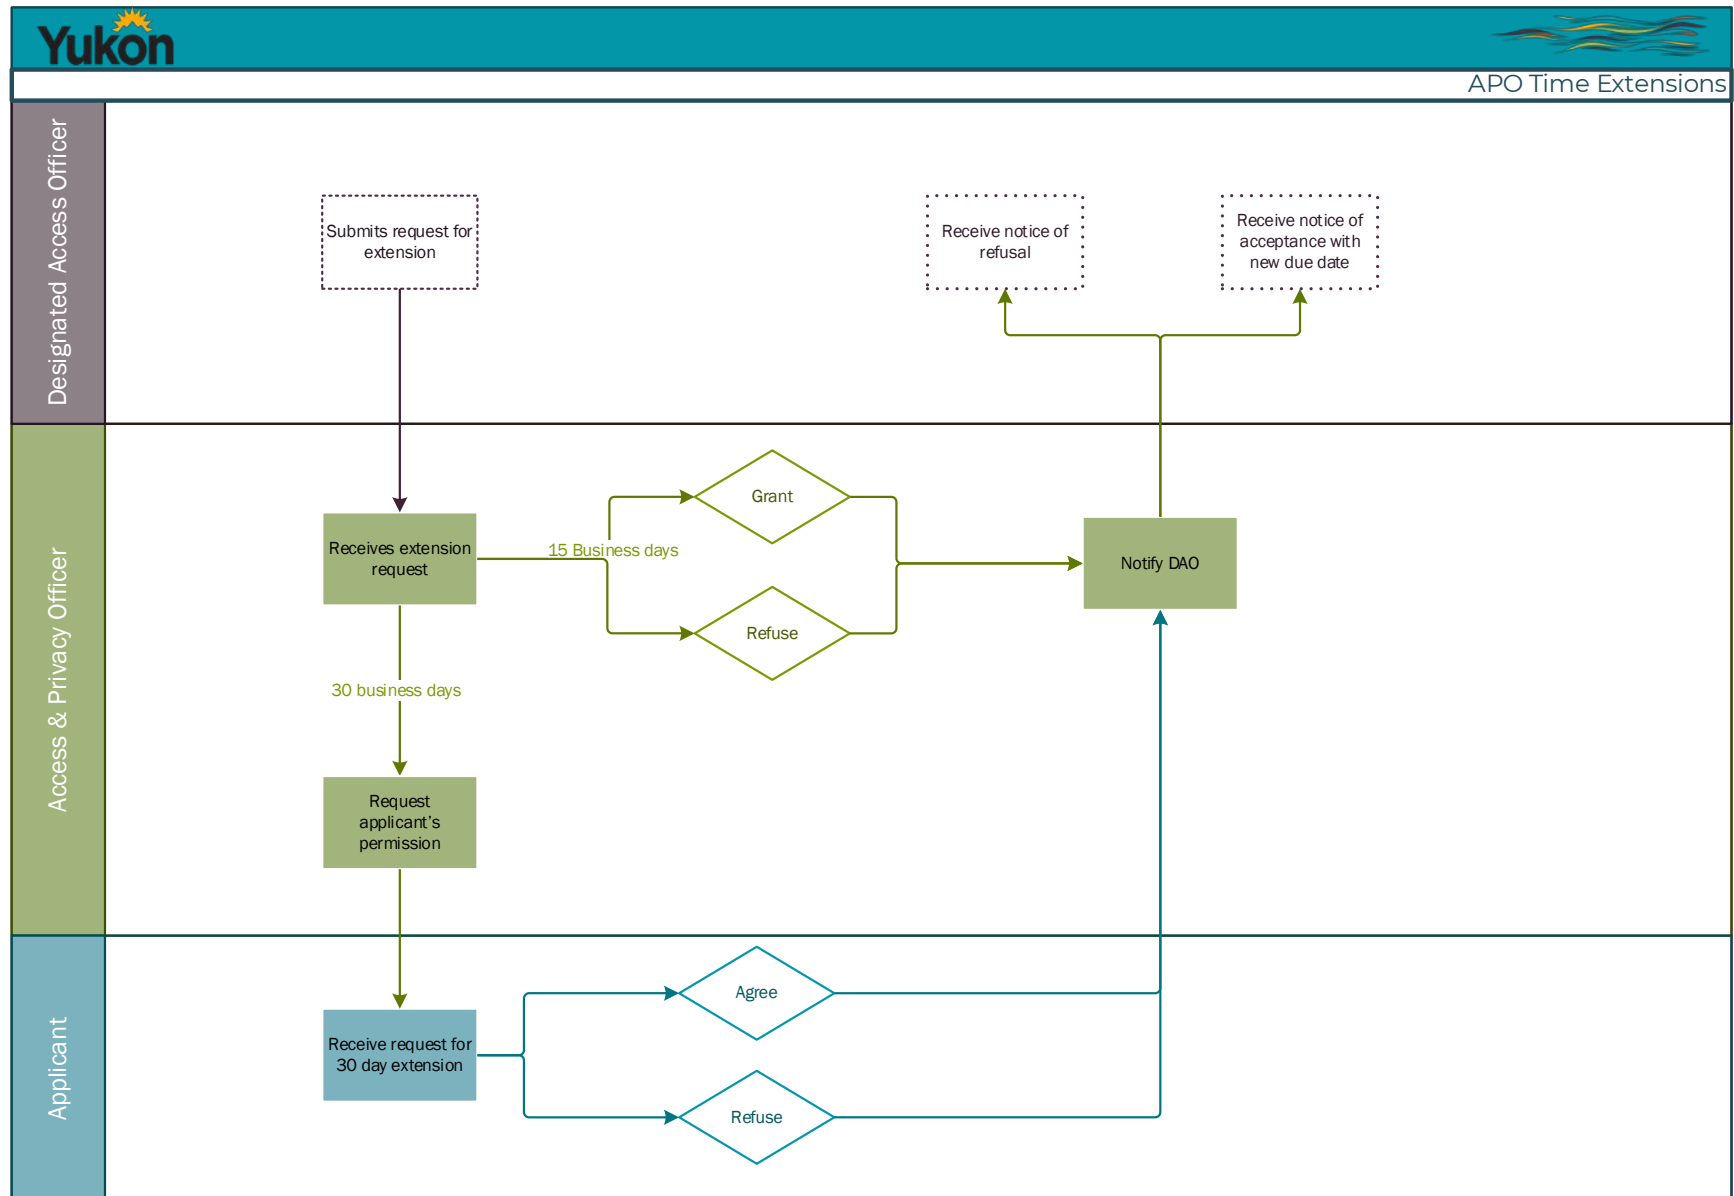 Yukon
APO Time Extensions
Designated Access Officer
Submits request for
extension
Receive notice of
refusal
Receive notice of
acceptance with
new due date
Access & Privacy Officer
Receives extension
request
15 Business days
Grant
Refuse
Notify DAO
30 business days
Request
applicant’s
permission
Applicant
Receive request for
30 day extension
Agree
Refuse